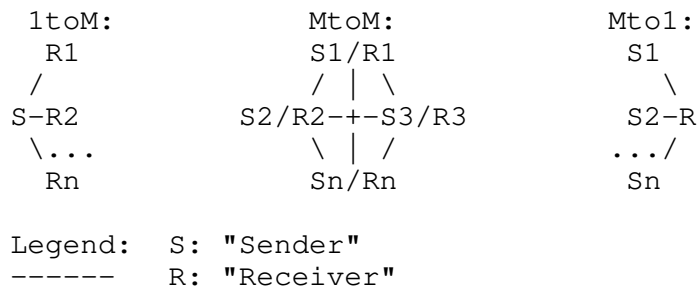 1toM:            MtoM:              Mto1:
  R1             S1/R1                S1
 /               / | \                  \
S-R2         S2/R2-+-S3/R3            S2-R
 \...            \ | /               .../
  Rn             Sn/Rn                Sn
Legend:  S: "Sender"
------   R: "Receiver"